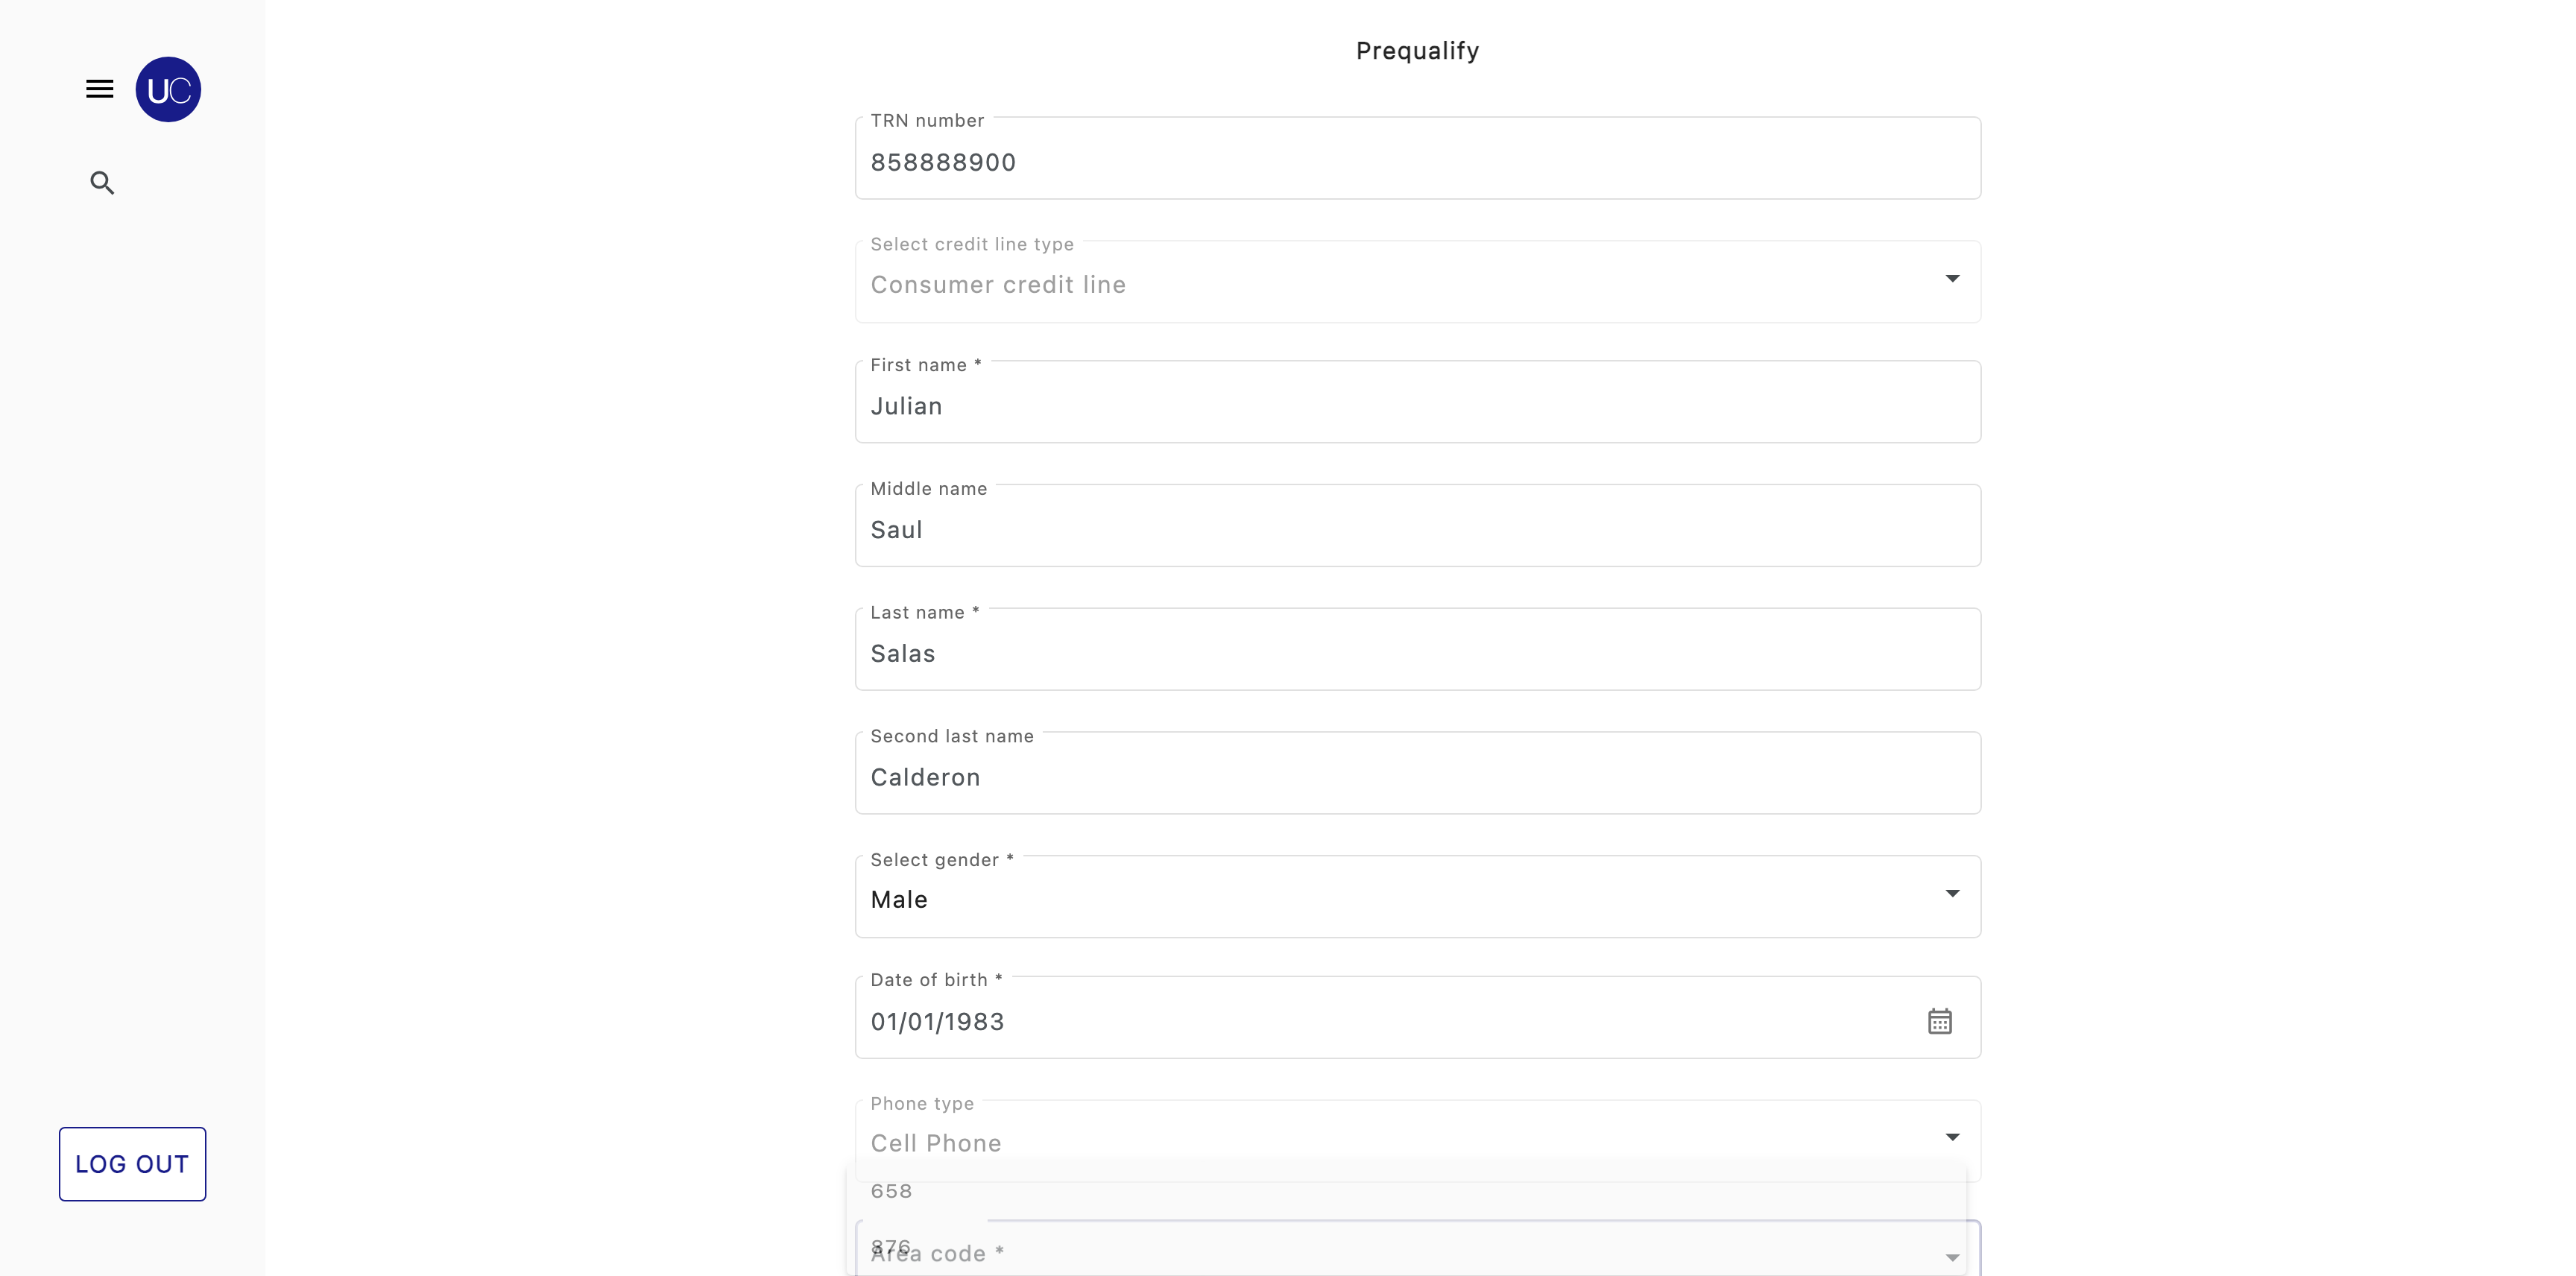 UC
Prequalify
TRN number
858888900
Select credit line type
Consumer credit line
First name *
Julian
Middle name
Saul
Last name *
Salas
Second last name
Calderon
Select gender *
Male
Date of birth *
01/01/1983
Phone type
Cell Phone
658
876
Area code *
LOG OUT